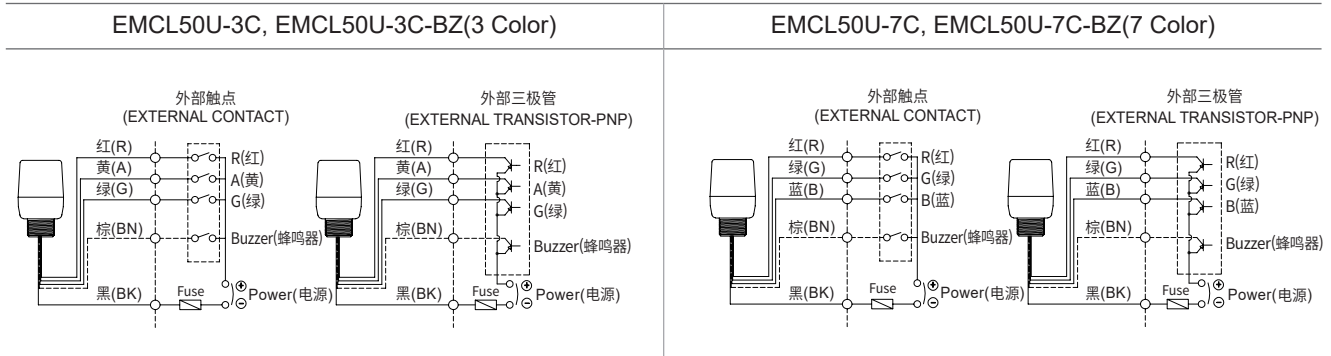 EMCL50U-3C, EMCL50U-3C-BZ(3 Color)
EMCL50U-7C, EMCL50U-7C-BZ(7 Color)
外部触点
(EXTERNAL CONTACT)
红(R)
黄(A)
绿(G)
棕(BN)
黑(BK)
R(红)
A(黄)
G(绿)
Buzzer(蜂鸣器)
Fuse
⊕
⊖
Power(电源)
外部三极管
(EXTERNAL TRANSISTOR-PNP)
红(R)
黄(A)
绿(G)
棕(BN)
黑(BK)
R(红)
A(黄)
G(绿)
Buzzer(蜂鸣器)
Fuse
⊕
⊖
Power(电源)
外部触点
(EXTERNAL CONTACT)
红(R)
绿(G)
蓝(B)
棕(BN)
黑(BK)
R(红)
G(绿)
B(蓝)
Buzzer(蜂鸣器)
Fuse
⊕
⊖
Power(电源)
外部三极管
(EXTERNAL TRANSISTOR-PNP)
红(R)
绿(G)
蓝(B)
棕(BN)
黑(BK)
R(红)
G(绿)
B(蓝)
Buzzer(蜂鸣器)
Fuse
⊕
⊖
Power(电源)